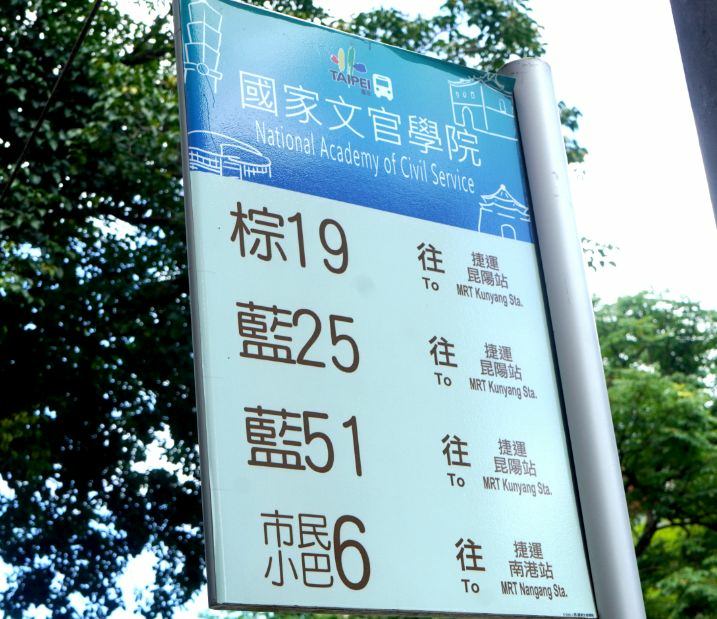 TAIPEI
國家文官學院
National Academy of Civil Service
棕19 往 捷運
昆陽站
To MRT Kunyang Sta.
藍25 往 捷運
昆陽站
To MRT Kunyang Sta.
藍51 往 捷運
昆陽站
To MRT Kunyang Sta.
市民
小巴6 往 捷運
南港站
To MRT Nangang Sta.